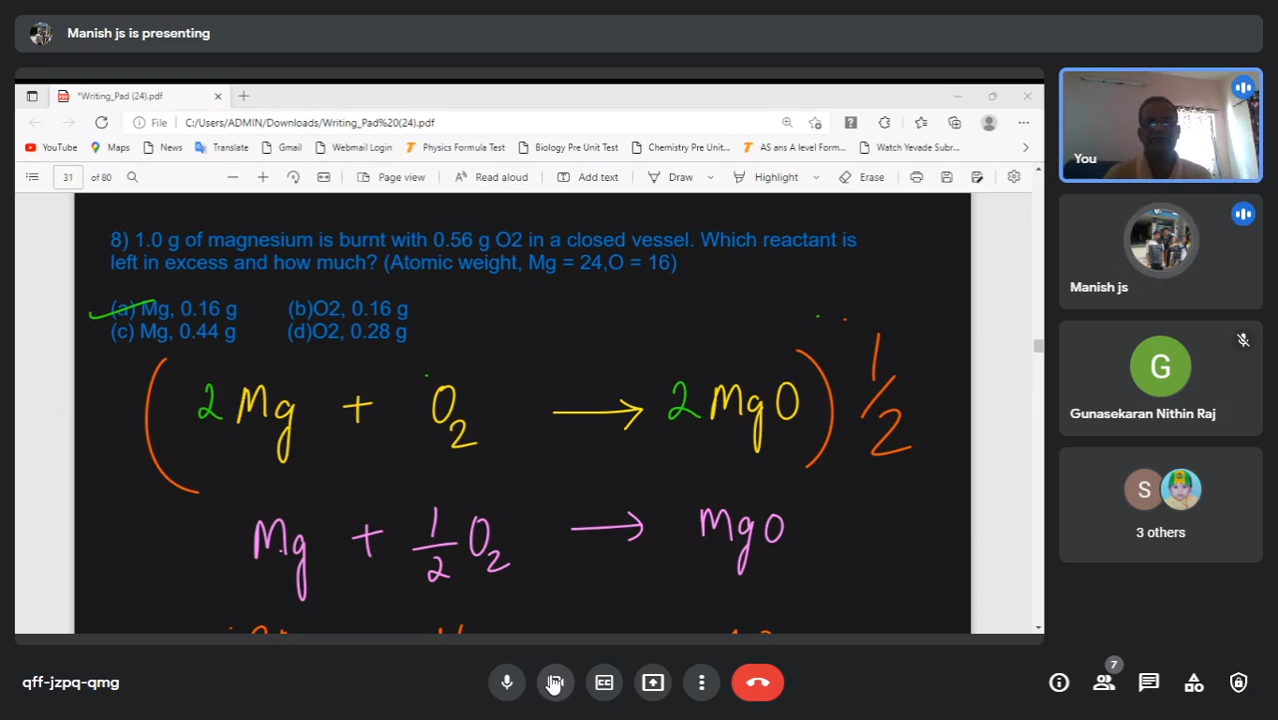 Manish js is presenting
*Writing_Pad (24).pdf
File C:/Users/ADMIN/Downloads/Writing_Pad%20(24).pdf
YouTube Maps News Translate Gmail Webmail Login Physics Formula Test Biology Pre Unit Test Chemistry Pre Unit... AS ans A level Form... Watch Yevade Subr...
31 of 80 Page view Read aloud Add text Draw Highlight Erase
8) 1.0 g of magnesium is burnt with 0.56 g O2 in a closed vessel. Which reactant is
left in excess and how much? (Atomic weight, Mg = 24,O = 16)
(a) Mg, 0.16 g (b)O2, 0.16 g
(c) Mg, 0.44 g (d)O2, 0.28 g
(2 Mg + O2 → 2 MgO) 1/2
Mg + 1/2 O2 → MgO
You
Manish js
G
Gunasekaran Nithin Raj
S
3 others
qff-jzpq-qmg
CC
7